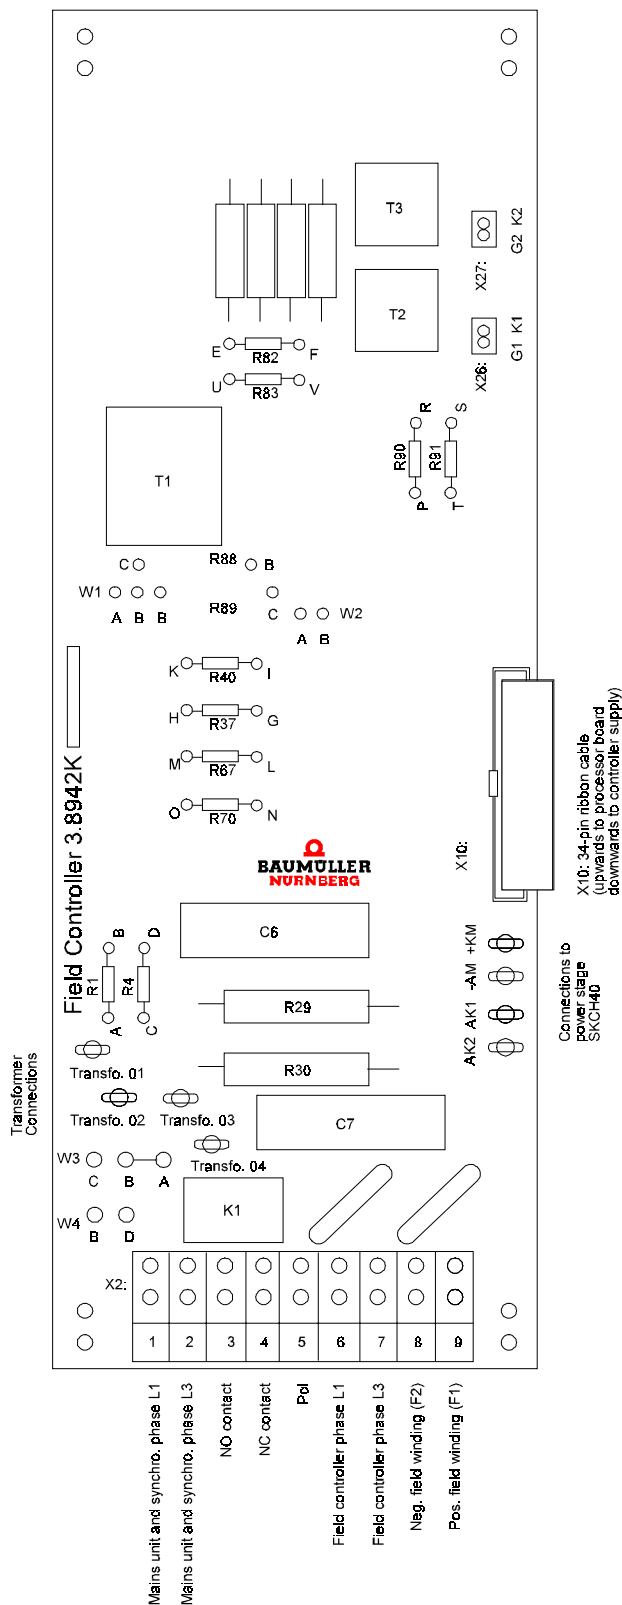 T3
G2 K2
X27:
T2
G1 K1
X26:
E R82 F
U R83 V
R S
R90 R91
P T
T1
C R88 B
W1 R89
A B B
C W2
A B
K R40 I
H R37 G
M R67 L
O R70 N
Field Controller 3.8942K
X10:
X10: 34-pin ribbon cable
(upwards to processor board
downwards to controller supply)
BAUMÜLLER
NÜRNBERG
C6
B D
R1 R4
A C
R29
R30
AK2 AK1 -AM +KM
Connections to
power stage
SKCH40
Transformer
Connections
Transfo. 01
Transfo. 02 Transfo. 03
Transfo. 04
C7
W3
C B A
W4
B D
K1
X2:
1 2 3 4 5 6 7 8 9
Mains unit and synchro. phase L1
Mains unit and synchro. phase L3
NO contact
NC contact
Pol
Field controller phase L1
Field controller phase L3
Neg. field winding (F2)
Pos. field winding (F1)